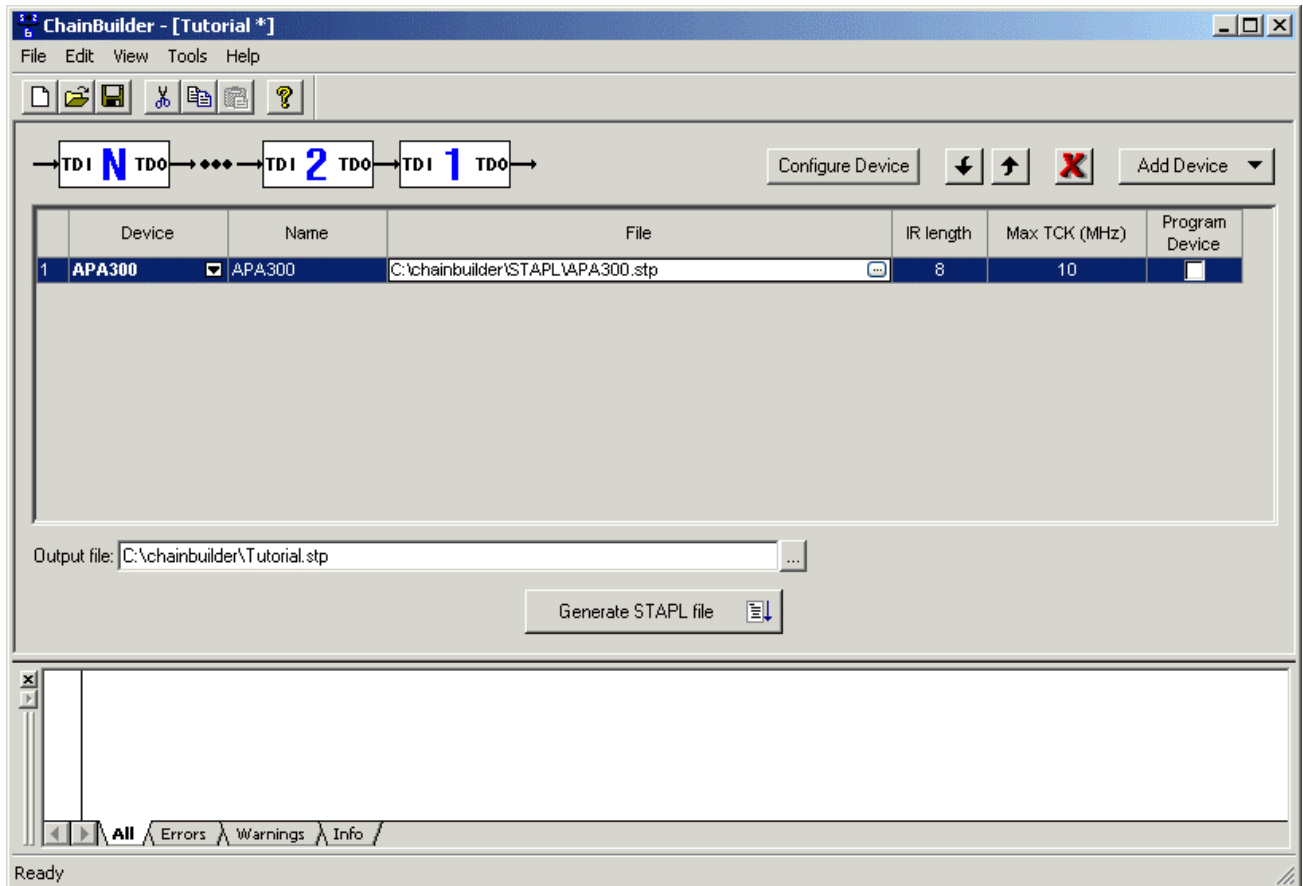 ChainBuilder - [Tutorial *]
File Edit View Tools Help
TDI N TDO TDI 2 TDO TDI 1 TDO
Configure Device
Add Device
Device Name File IR length Max TCK (MHz) Program Device
1 APA300 APA300 C:\chainbuilder\STAPL\APA300.stp ... 8 10
Output file: C:\chainbuilder\Tutorial.stp ...
Generate STAPL file
All Errors Warnings Info
Ready